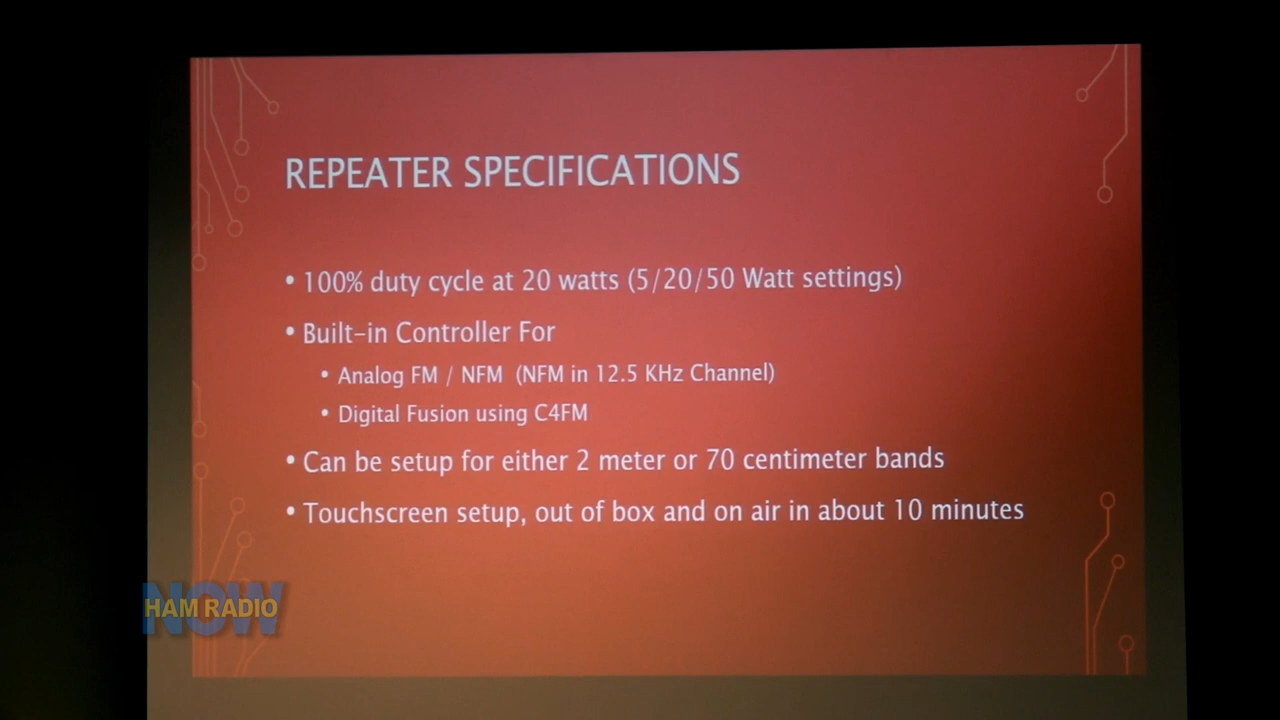 REPEATER SPECIFICATIONS
• 100% duty cycle at 20 watts (5/20/50 Watt settings)
• Built-in Controller For
• Analog FM / NFM (NFM in 12.5 KHz Channel)
• Digital Fusion using C4FM
• Can be setup for either 2 meter or 70 centimeter bands
• Touchscreen setup, out of box and on air in about 10 minutes
NOW
HAM RADIO